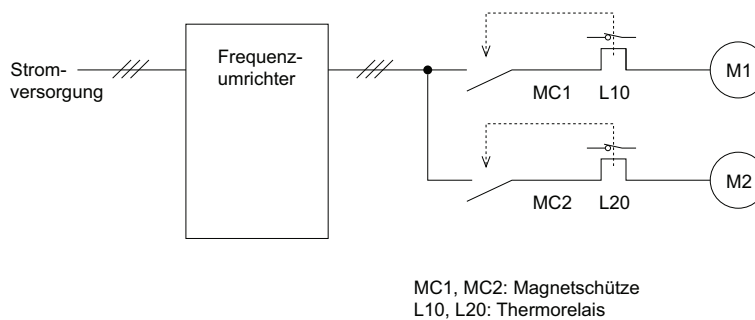 Strom-
versorgung
Frequenz-
umrichter
MC1
L10
M1
MC2
L20
M2
MC1, MC2: Magnetschütze
L10, L20: Thermorelais